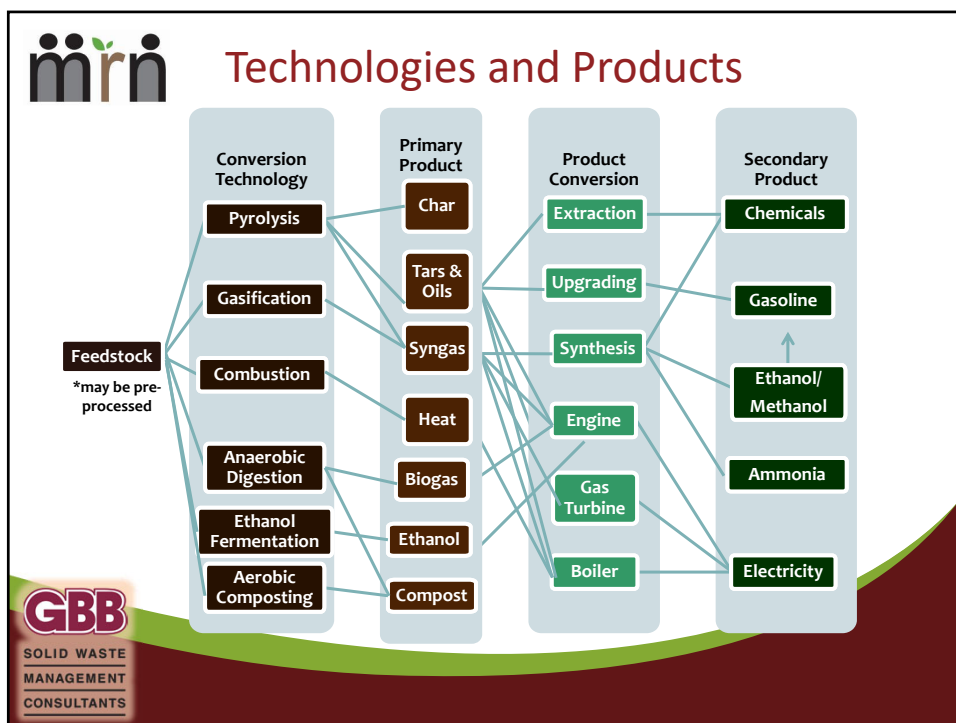 mrn
Technologies and Products
Conversion
Technology
Pyrolysis
Gasification
Feedstock
*may be pre-
processed
Combustion
Anaerobic
Digestion
Ethanol
Fermentation
Aerobic
Composting
Primary
Product
Char
Tars &
Oils
Syngas
Heat
Biogas
Ethanol
Compost
Product
Conversion
Extraction
Upgrading
Synthesis
Engine
Gas
Turbine
Boiler
Secondary
Product
Chemicals
Gasoline
Ethanol/
Methanol
Ammonia
Electricity
GBB
SOLID WASTE
MANAGEMENT
CONSULTANTS